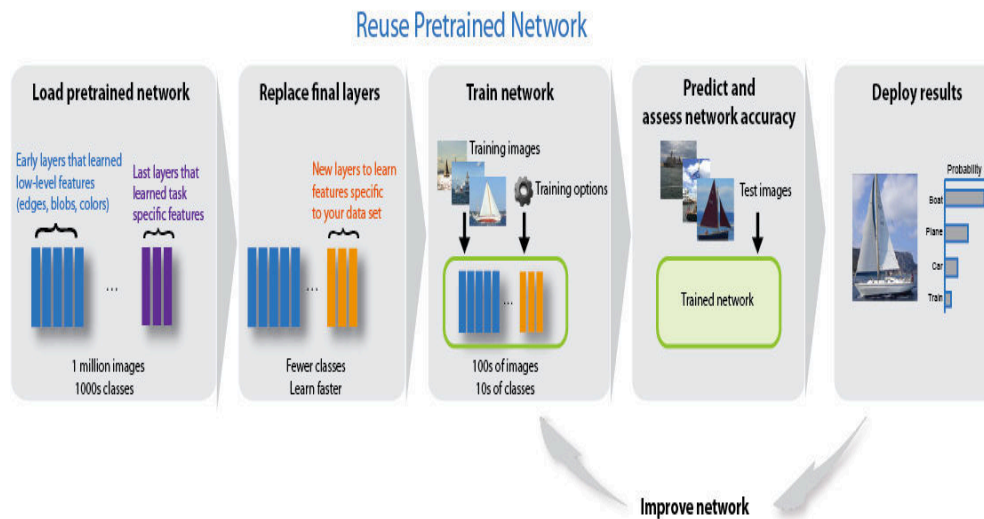 Reuse Pretrained Network
Load pretrained network
Early layers that learned
low-level features
(edges, blobs, colors)
Last layers that
learned task
specific features
...
1 million images
1000s classes
Replace final layers
New layers to learn
features specific
to your data set
...
Fewer classes
Learn faster
Train network
Training images
Training options
...
100s of images
10s of classes
Predict and
assess network accuracy
Test images
Trained network
Deploy results
Probability
Boat
Plane
Car
Train
Improve network